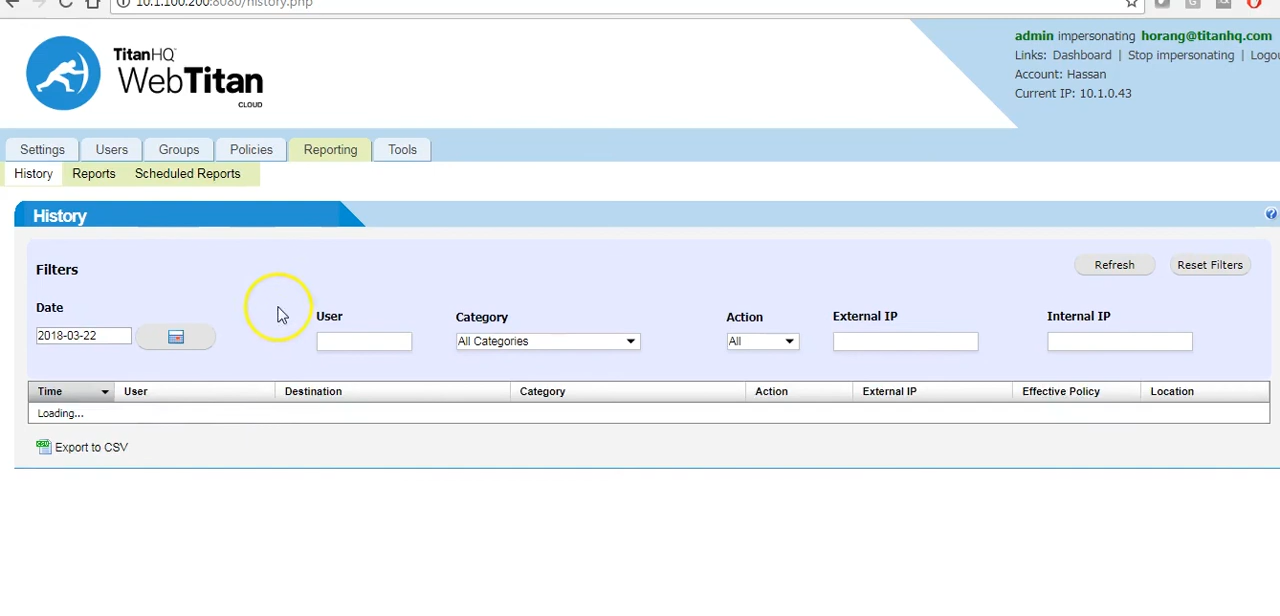 10.1.100.200:8080/history.php
TitanHQ
WebTitan
CLOUD
admin impersonating horang@titanhq.com
Links: Dashboard | Stop impersonating | Logou
Account: Hassan
Current IP: 10.1.0.43
Settings Users Groups Policies Reporting Tools
History Reports Scheduled Reports
History
Filters
Refresh Reset Filters
Date User Category Action External IP Internal IP
2018-03-22 All Categories All
Time User Destination Category Action External IP Effective Policy Location
Loading...
Export to CSV